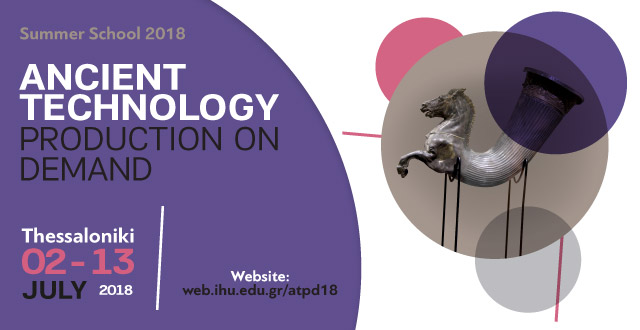 Summer School 2018
ANCIENT
TECHNOLOGY
PRODUCTION ON
DEMAND
Thessaloniki
02 - 13
JULY 2018
Website:
web.ihu.edu.gr/atpd18